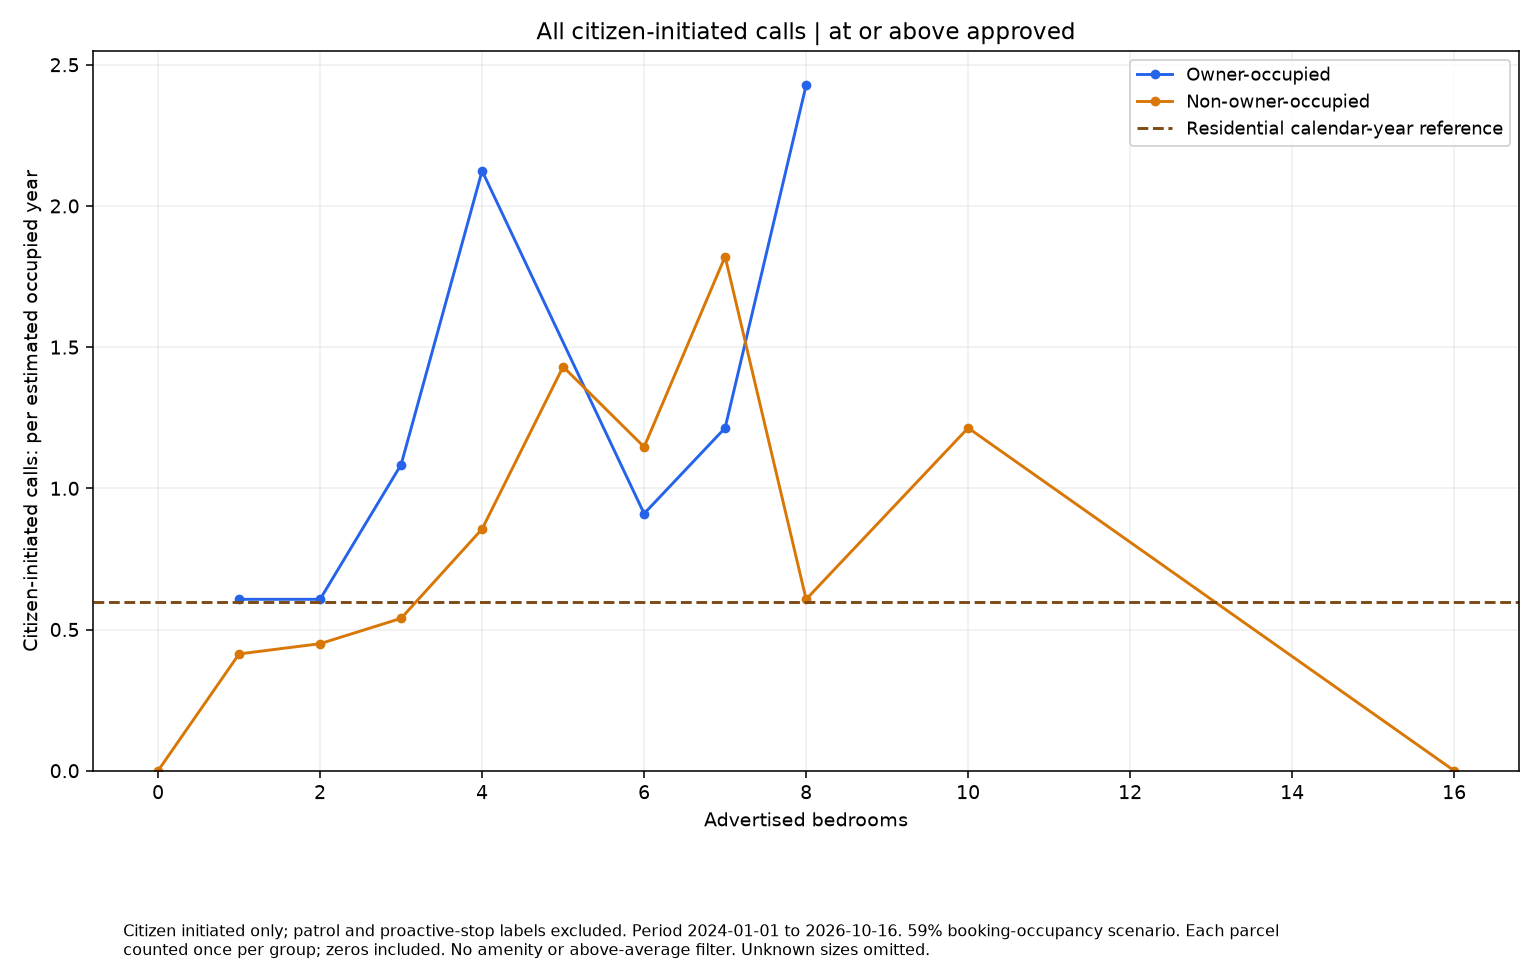 All citizen-initiated calls | at or above approved
Owner-occupied
Non-owner-occupied
Residential calendar-year reference
Citizen-initiated calls: per estimated occupied year
2.5
2.0
1.5
1.0
0.5
0.0
0 2 4 6 8 10 12 14 16
Advertised bedrooms
Citizen initiated only; patrol and proactive-stop labels excluded. Period 2024-01-01 to 2026-10-16. 59% booking-occupancy scenario. Each parcel
counted once per group; zeros included. No amenity or above-average filter. Unknown sizes omitted.